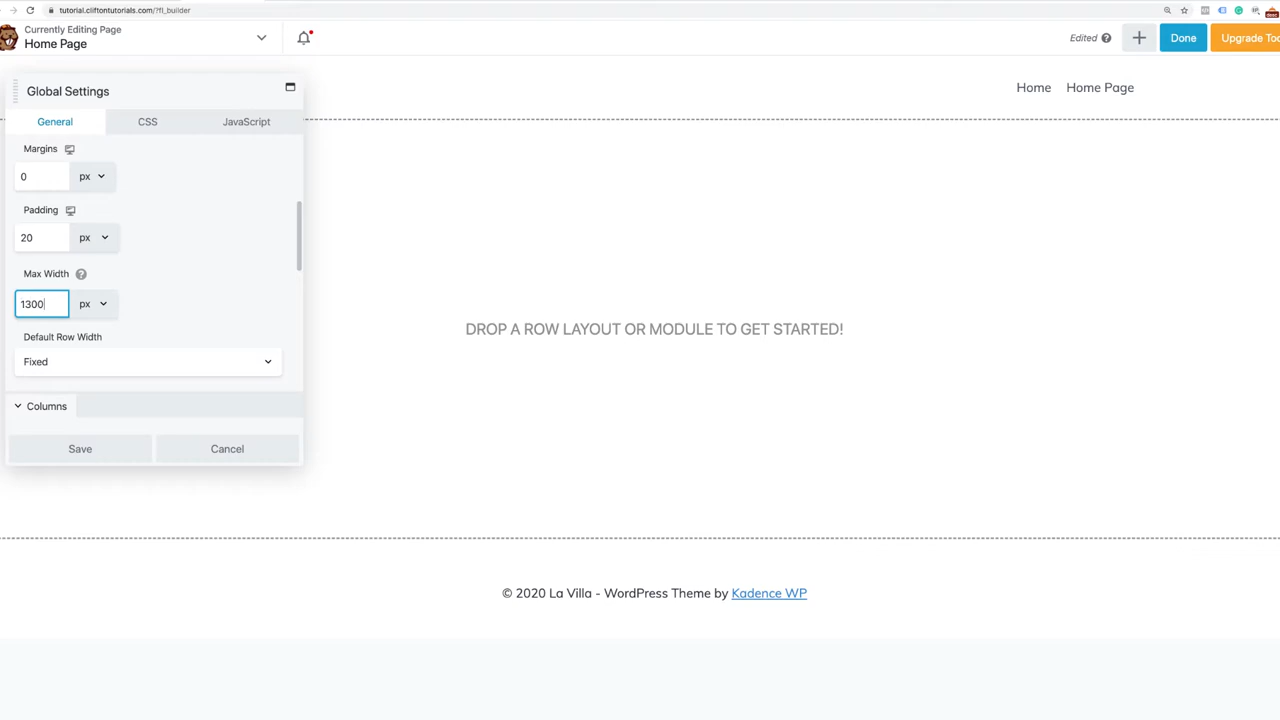 tutorial.cliftontutorials.com/?fl_builder
Currently Editing Page
Home Page
Edited
Done
Upgrade Too
Global Settings
General CSS JavaScript
Home Home Page
Margins
0 px
Padding
20 px
Max Width
1300 px
Default Row Width
Fixed
Columns
Save Cancel
DROP A ROW LAYOUT OR MODULE TO GET STARTED!
© 2020 La Villa - WordPress Theme by Kadence WP